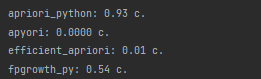 apriori_python: 0.93 c.
apyori: 0.0000 c.
efficient_apriori: 0.01 c.
fpgrowth_py: 0.54 c.